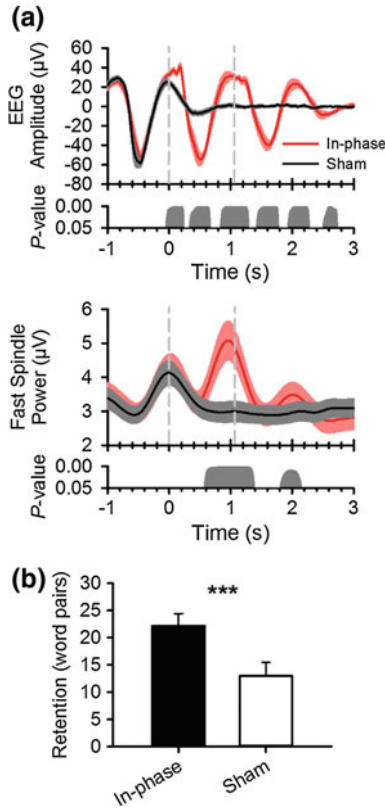 (a)
EEG
Amplitude (µV)
40
20
0
-20
-40
-60
-80
In-phase
Sham
P-value
0.00
0.05
-1 0 1 2 3
Time (s)
Fast Spindle
Power (µV)
6
5
4
3
2
P-value
0.00
0.05
-1 0 1 2 3
Time (s)
(b)
Retention (word pairs)
30
25
20
15
10
5
0
***
In-phase
Sham